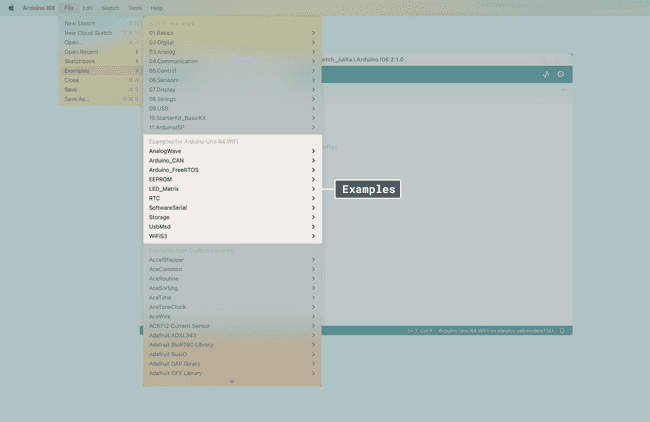 Arduino IDE File Edit Sketch Tools Help
New Sketch
New Cloud Sketch
Open...
Open Recent
Sketchbook
Examples
Close
Save
Save As...
01.Basics
02.Digital
03.Analog
04.Communication
05.Control
06.Sensors
07.Display
08.Strings
09.USB
10.StarterKit_BasicKit
11.ArduinoISP
Examples for Arduino Uno R4 WiFi
AnalogWave
Arduino_CAN
Arduino_FreeRTOS
EEPROM
LED_Matrix
RTC
SoftwareSerial
Storage
UsbMsd
WiFiS3
Examples from Custom Libraries
AccelStepper
AceCommon
AceRoutine
AceSorting
AceTime
AceTimeClock
AceWire
ACS712 Current Sensor
Adafruit ADXL343
Adafruit BMP280 Library
Adafruit BusIO
Adafruit DAP library
Adafruit GFX Library
Examples
| Arduino IDE 2.1.0
Ln 1, Col 1 Arduino Uno R4 WiFi on